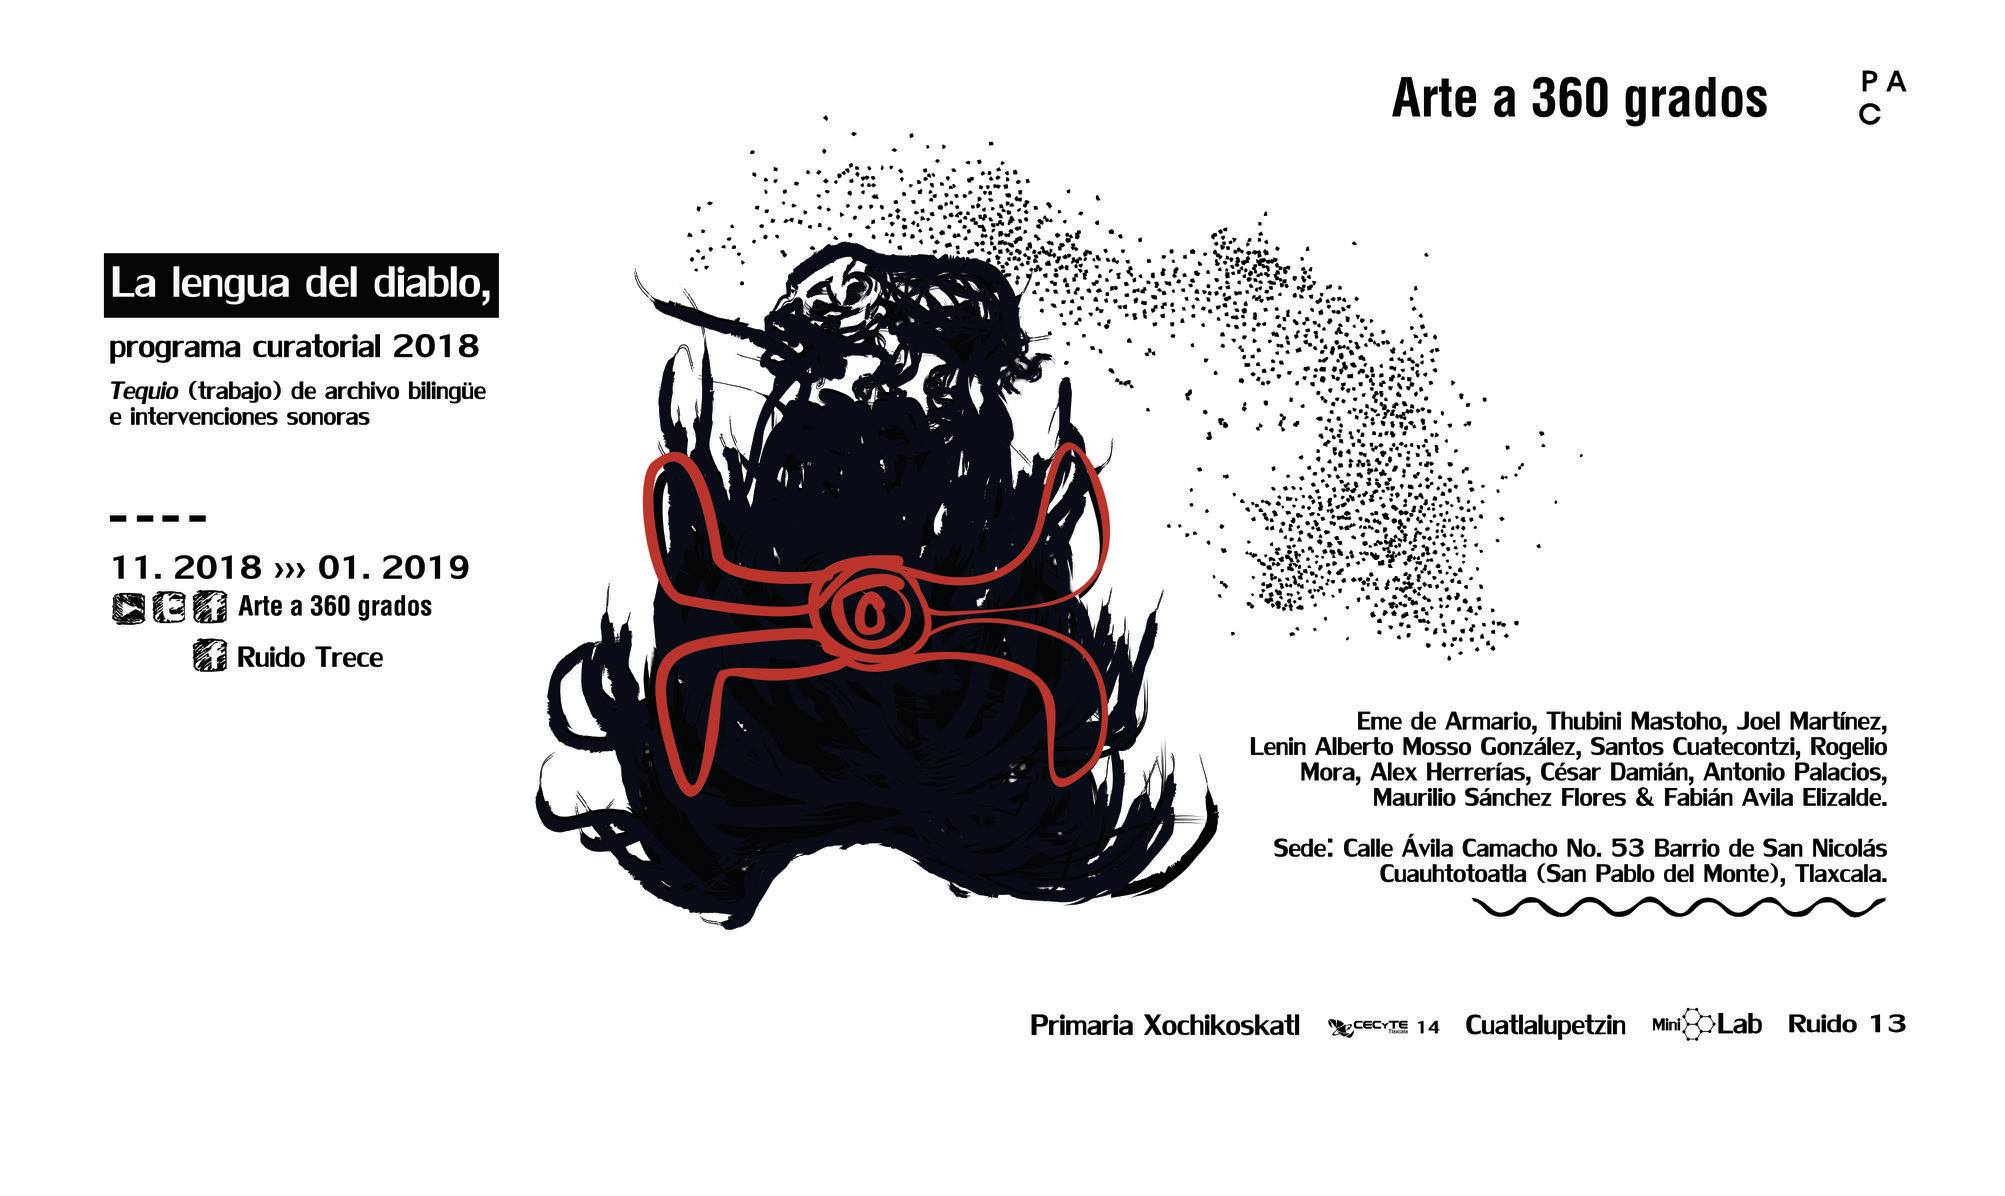 Arte a 360 grados
P A
C
La lengua del diablo,
programa curatorial 2018
Tequio (trabajo) de archivo bilingüe
e intervenciones sonoras
11. 2018 ››› 01. 2019
Arte a 360 grados
Ruido Trece
Eme de Armario, Thubini Mastoho, Joel Martínez,
Lenin Alberto Mosso González, Santos Cuatecontzi, Rogelio
Mora, Alex Herrerías, César Damián, Antonio Palacios,
Maurilio Sánchez Flores & Fabián Avila Elizalde.
Sede: Calle Ávila Camacho No. 53 Barrio de San Nicolás
Cuauhtotoatla (San Pablo del Monte), Tlaxcala.
Primaria Xochikoskatl CECyTE Tlaxcala 14 Cuatlalupetzin Mini Lab Ruido 13